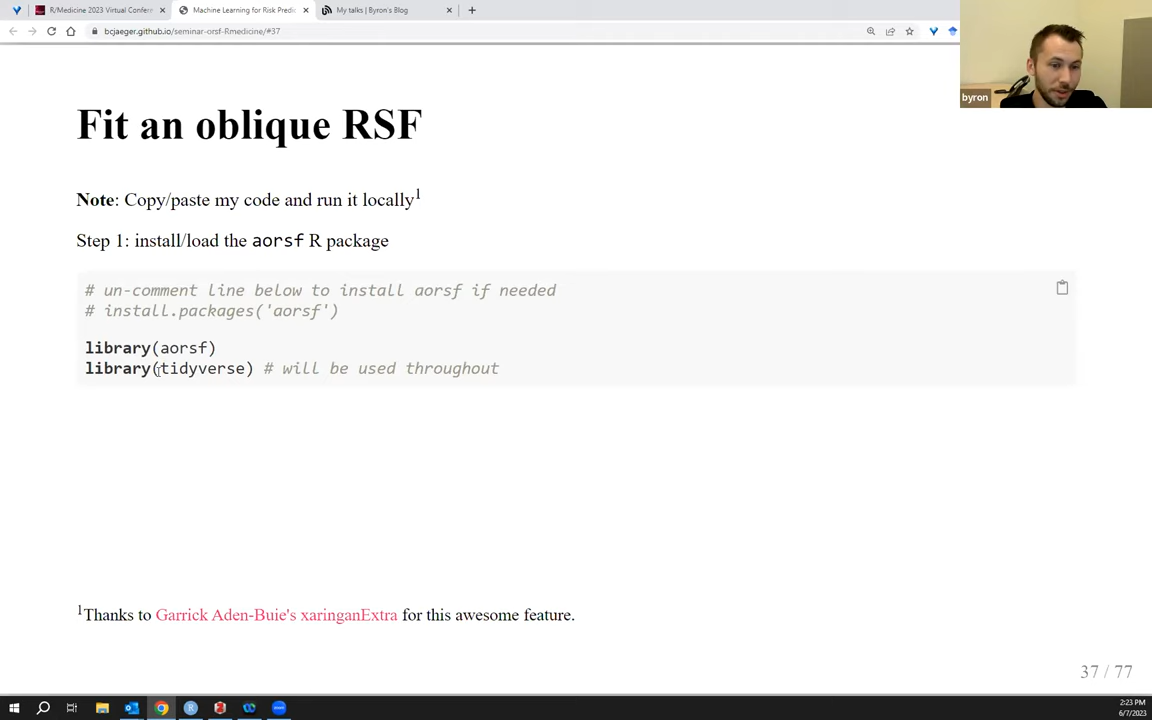 R/Medicine 2023 Virtual Confere
Machine Learning for Risk Predic
My talks | Byron's Blog
bcjaeger.github.io/seminar-orsf-Rmedicine/#37
byron
Fit an oblique RSF
Note: Copy/paste my code and run it locally1
Step 1: install/load the aorsf R package
# un-comment line below to install aorsf if needed
# install.packages('aorsf')
library(aorsf)
library(tidyverse) # will be used throughout
1Thanks to Garrick Aden-Buie's xaringanExtra for this awesome feature.
37 / 77
2:23 PM
6/7/2023